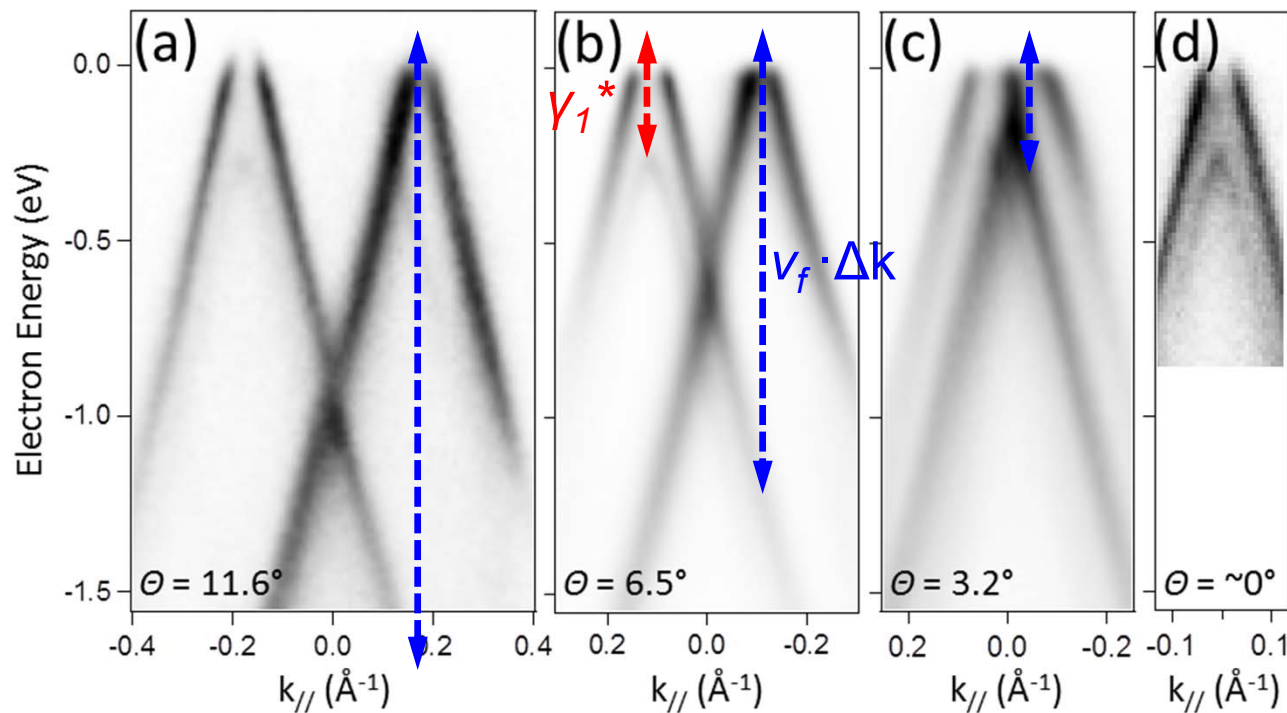 (a)
(b)
(c)
(d)
0.0
-0.5
-1.0
-1.5
Electron Energy (eV)
γ1*
vf · Δk
Θ = 11.6°
Θ = 6.5°
Θ = 3.2°
Θ = ~0°
-0.4 -0.2 0.0 0.2 0.4
0.2 0.0 -0.2
0.2 0.0 -0.2
-0.1 0.1
k// (Å-1)
k// (Å-1)
k// (Å-1)
k// (Å-1)